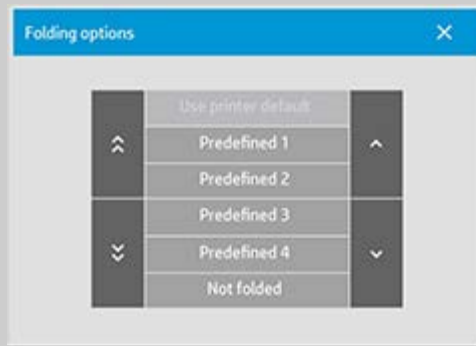 Folding options
Use printer default
Predefined 1
Predefined 2
Predefined 3
Predefined 4
Not folded